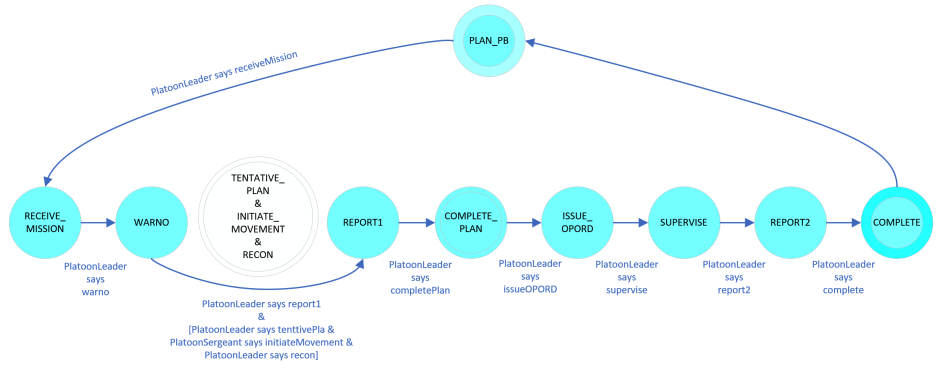 PLAN_PB
PlatoonLeader says receiveMission
RECEIVE_
MISSION
WARNO
TENTATIVE_
PLAN
&
INITIATE_
MOVEMENT
&
RECON
REPORT1
COMPLETE_
PLAN
ISSUE_
OPORD
SUPERVISE
REPORT2
COMPLETE
PlatoonLeader
says
warno
PlatoonLeader says report1
&
[PlatoonLeader says tenttivePla &
PlatoonSergeant says initiateMovement &
PlatoonLeader says recon]
PlatoonLeader
says
completePlan
PlatoonLeader
says
issueOPORD
PlatoonLeader
says
supervise
PlatoonLeader
says
report2
PlatoonLeader
says
complete